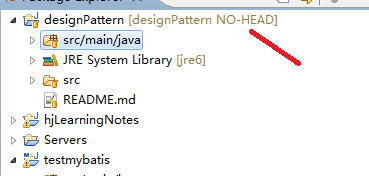 designPattern [designPattern NO-HEAD]
src/main/java
JRE System Library [jre6]
src
README.md
hjLearningNotes
Servers
testmybatis